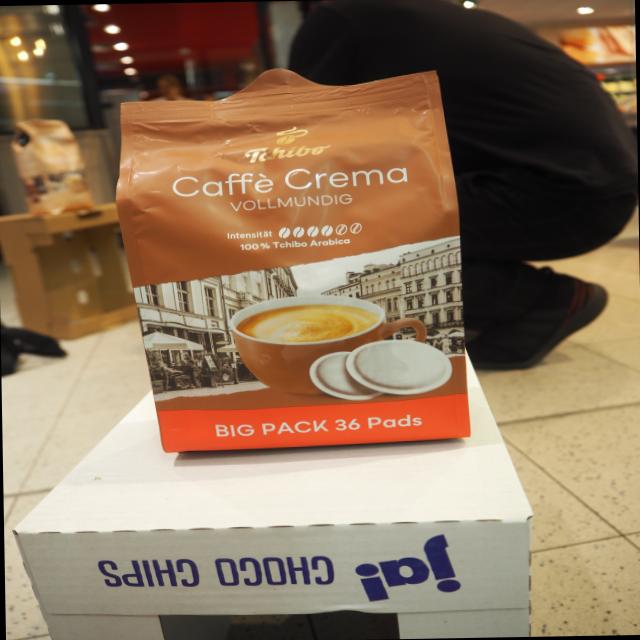 Tchibo
Caffè Crema
VOLLMUNDIG
Intensität
100% Tchibo Arabica
BIG PACK 36 Pads
ja!
CHOCO CHIPS